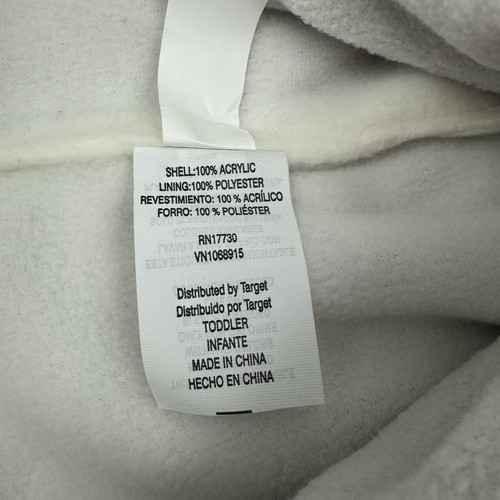 SHELL:100% ACRYLIC
LINING:100% POLYESTER
REVESTIMIENTO: 100 % ACRÍLICO
FORRO: 100 % POLIÉSTER
RN17730
VN1068915
Distributed by Target
Distribuido por Target
TODDLER
INFANTE
MADE IN CHINA
HECHO EN CHINA